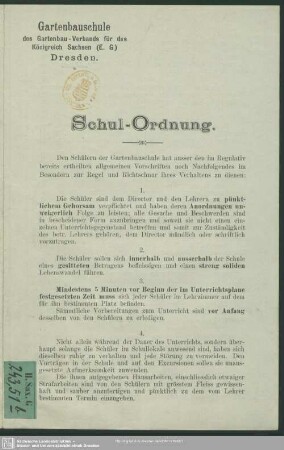 Gartenbauschule
des Gartenbau-Verbands für das
Königreich Sachsen (E. G.)
Dresden.
Schul-Ordnung.
Den Schülern der Gartenbauschule hat ausser den im Regulativ
bereits enthaltenen allgemeinen Vorschriften noch Nachfolgendes im
Besondern zur Regel und Richtschnur ihres Verhaltens zu dienen:
1.
Die Schüler sind dem Director und den Lehrern zu pünkt-
lichem Gehorsam verpflichtet und haben deren Anordnungen un-
weigerlich Folge zu leisten; alle Gesuche und Beschwerden sind
in bescheidener Form anzubringen und soweit sie nicht einen ein-
zelnen Unterrichtsgegenstand betreffen und somit zur Zuständigkeit
des betr. Lehrers gehören, dem Director mündlich oder schriftlich
vorzutragen.
2.
Die Schüler sollen sich innerhalb und ausserhalb der Schule
eines gesitteten Betragens befleissigen und einen streng soliden
Lebenswandel führen.
3.
Mindestens 5 Minuten vor Beginn der im Unterrichtsplane
festgesetzten Zeit muss sich jeder Schüler im Lehrzimmer auf dem
für ihn bestimmten Platz befinden.
Sämmtliche Vorbereitungen zum Unterricht sind vor Anfang
desselben von den Schülern zu erledigen.
4.
Nicht allein während der Dauer des Unterrichts, sondern über-
haupt solange die Schüler im Schullokale anwesend sind, haben sich
dieselben ruhig zu verhalten und jede Störung zu vermeiden. Den
Vorträgen in der Schule und auf den Excursionen sollen sie unaus-
gesetzte Aufmerksamkeit zuwenden.
Die ihnen aufgegebenen Hausarbeiten, einschliesslich etwaiger
Strafarbeiten sind von den Schülern mit grösstem Fleiss gewissen-
haft und sauber anzufertigen und pünktlich zu dem vom Lehrer
bestimmten Termin einzugeben.